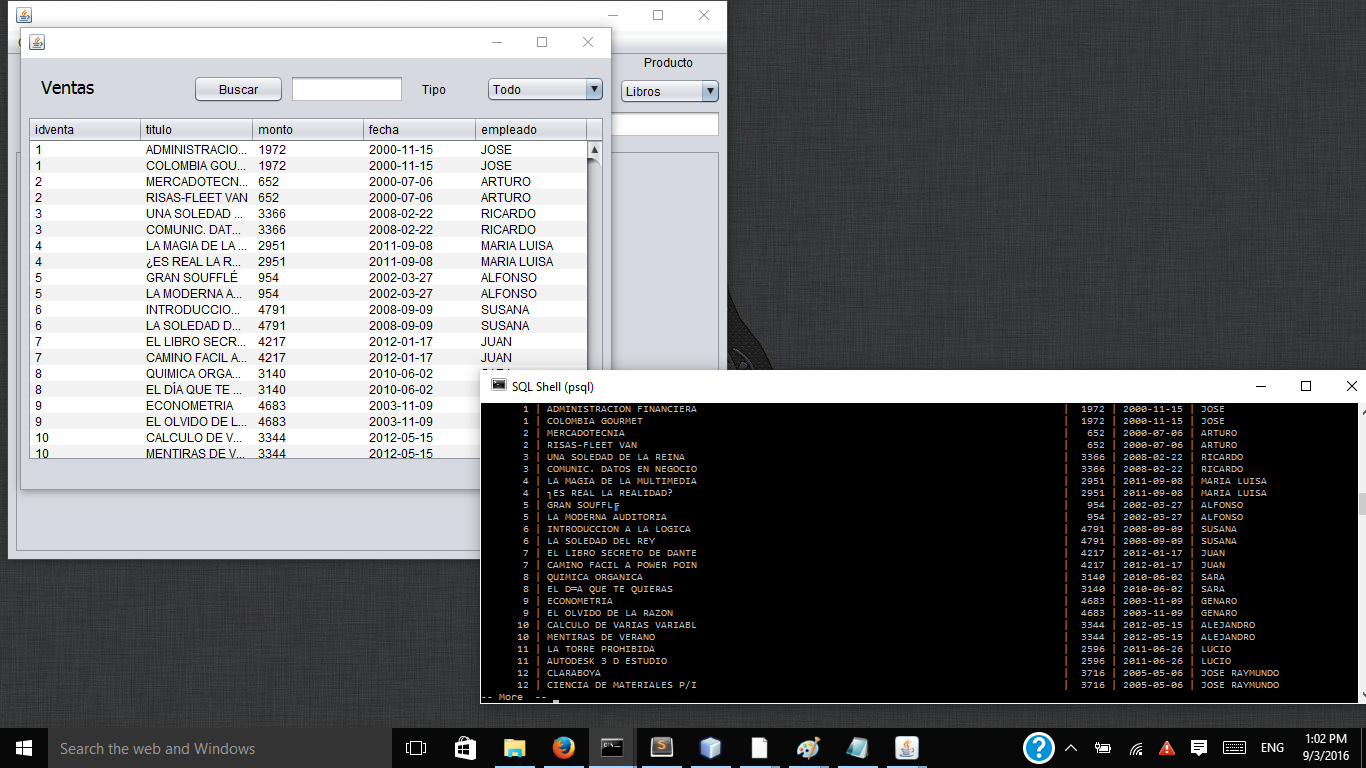 Producto
Libros
Ventas Buscar Tipo Todo
idventa titulo monto fecha empleado
1 ADMINISTRACIO... 1972 2000-11-15 JOSE
1 COLOMBIA GOU... 1972 2000-11-15 JOSE
2 MERCADOTECN... 652 2000-07-06 ARTURO
2 RISAS-FLEET VAN 652 2000-07-06 ARTURO
3 UNA SOLEDAD ... 3366 2008-02-22 RICARDO
3 COMUNIC. DAT... 3366 2008-02-22 RICARDO
4 LA MAGIA DE LA ... 2951 2011-09-08 MARIA LUISA
4 ¿ES REAL LA R... 2951 2011-09-08 MARIA LUISA
5 GRAN SOUFFLÉ 954 2002-03-27 ALFONSO
5 LA MODERNA A... 954 2002-03-27 ALFONSO
6 INTRODUCCIO... 4791 2008-09-09 SUSANA
6 LA SOLEDAD D... 4791 2008-09-09 SUSANA
7 EL LIBRO SECR... 4217 2012-01-17 JUAN
7 CAMINO FACIL A... 4217 2012-01-17 JUAN
8 QUIMICA ORGA... 3140 2010-06-02
8 EL DÍA QUE TE ... 3140 2010-06-02
9 ECONOMETRIA 4683 2003-11-09
9 EL OLVIDO DE L... 4683 2003-11-09
10 CALCULO DE V... 3344 2012-05-15
10 MENTIRAS DE V... 3344 2012-05-15
SQL Shell (psql)
1 | ADMINISTRACION FINANCIERA | 1972 | 2000-11-15 | JOSE
1 | COLOMBIA GOURMET | 1972 | 2000-11-15 | JOSE
2 | MERCADOTECNIA | 652 | 2000-07-06 | ARTURO
2 | RISAS-FLEET VAN | 652 | 2000-07-06 | ARTURO
3 | UNA SOLEDAD DE LA REINA | 3366 | 2008-02-22 | RICARDO
3 | COMUNIC. DATOS EN NEGOCIO | 3366 | 2008-02-22 | RICARDO
4 | LA MAGIA DE LA MULTIMEDIA | 2951 | 2011-09-08 | MARIA LUISA
4 | ┐ES REAL LA REALIDAD? | 2951 | 2011-09-08 | MARIA LUISA
5 | GRAN SOUFFL╔ | 954 | 2002-03-27 | ALFONSO
5 | LA MODERNA AUDITORIA | 954 | 2002-03-27 | ALFONSO
6 | INTRODUCCION A LA LOGICA | 4791 | 2008-09-09 | SUSANA
6 | LA SOLEDAD DEL REY | 4791 | 2008-09-09 | SUSANA
7 | EL LIBRO SECRETO DE DANTE | 4217 | 2012-01-17 | JUAN
7 | CAMINO FACIL A POWER POIN | 4217 | 2012-01-17 | JUAN
8 | QUIMICA ORGANICA | 3140 | 2010-06-02 | SARA
8 | EL D═A QUE TE QUIERAS | 3140 | 2010-06-02 | SARA
9 | ECONOMETRIA | 4683 | 2003-11-09 | GENARO
9 | EL OLVIDO DE LA RAZON | 4683 | 2003-11-09 | GENARO
10 | CALCULO DE VARIAS VARIABL | 3344 | 2012-05-15 | ALEJANDRO
10 | MENTIRAS DE VERANO | 3344 | 2012-05-15 | ALEJANDRO
11 | LA TORRE PROHIBIDA | 2596 | 2011-06-26 | LUCIO
11 | AUTODESK 3 D ESTUDIO | 2596 | 2011-06-26 | LUCIO
12 | CLARABOYA | 3716 | 2005-05-06 | JOSE RAYMUNDO
12 | CIENCIA DE MATERIALES P/I | 3716 | 2005-05-06 | JOSE RAYMUNDO
-- More --
Search the web and Windows
ENG
1:02 PM
9/3/2016